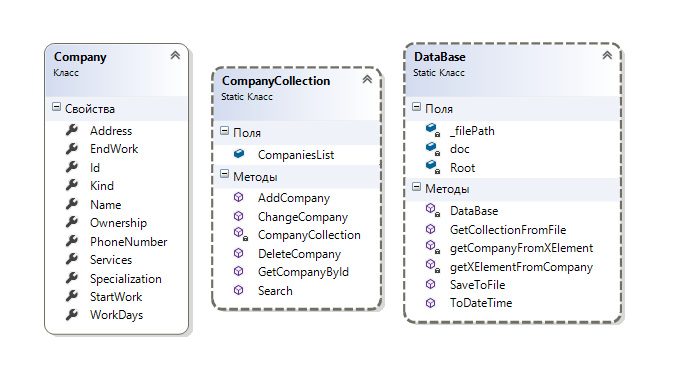 Company
Класс
Свойства
Address
EndWork
Id
Kind
Name
Ownership
PhoneNumber
Services
Specialization
StartWork
WorkDays
CompanyCollection
Static Класс
Поля
CompaniesList
Методы
AddCompany
ChangeCompany
CompanyCollection
DeleteCompany
GetCompanyById
Search
DataBase
Static Класс
Поля
_filePath
doc
Root
Методы
DataBase
GetCollectionFromFile
getCompanyFromXElement
getXElementFromCompany
SaveToFile
ToDateTime